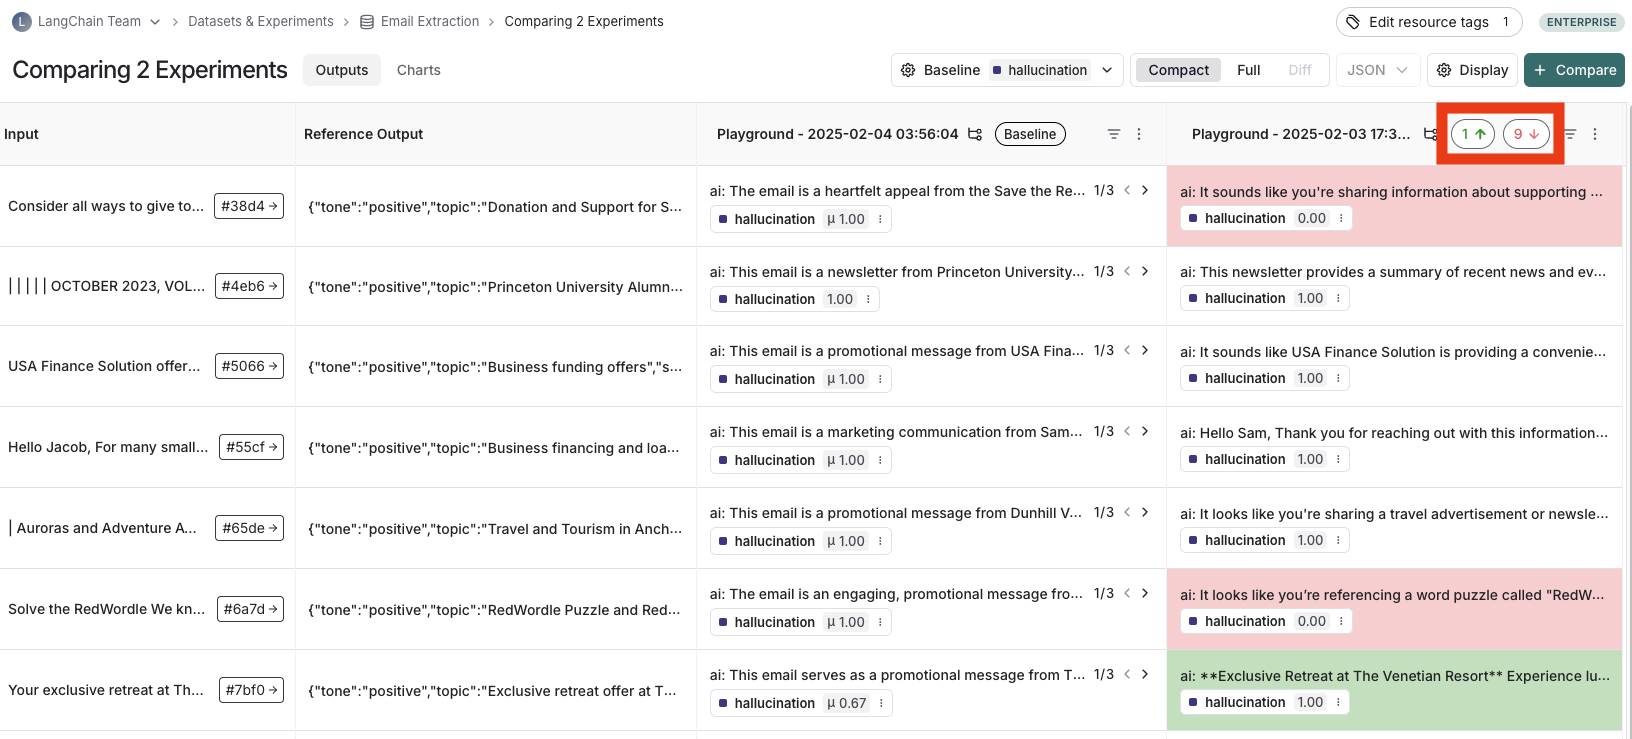 L LangChain Team > Datasets & Experiments > Email Extraction > Comparing 2 Experiments Edit resource tags 1 ENTERPRISE
Comparing 2 Experiments Outputs Charts Baseline hallucination Compact Full Diff JSON Display + Compare
Input Reference Output Playground - 2025-02-04 03:56:04 Baseline Playground - 2025-02-03 17:3... 1 ↑ 9 ↓
Consider all ways to give to... #38d4 → {"tone":"positive","topic":"Donation and Support for S... ai: The email is a heartfelt appeal from the Save the Re... 1/3 < > ai: It sounds like you're sharing information about supporting ...
hallucination μ 1.00 hallucination 0.00
| | | | | OCTOBER 2023, VOL... #4eb6 → {"tone":"positive","topic":"Princeton University Alumn... ai: This email is a newsletter from Princeton University... 1/3 < > ai: This newsletter provides a summary of recent news and ev...
hallucination 1.00 hallucination 1.00
USA Finance Solution offer... #5066 → {"tone":"positive","topic":"Business funding offers","s... ai: This email is a promotional message from USA Fina... 1/3 < > ai: It sounds like USA Finance Solution is providing a convenie...
hallucination μ 1.00 hallucination 1.00
Hello Jacob, For many small... #55cf → {"tone":"positive","topic":"Business financing and loa... ai: This email is a marketing communication from Sam... 1/3 < > ai: Hello Sam, Thank you for reaching out with this information...
hallucination μ 1.00 hallucination 1.00
| Auroras and Adventure A... #65de → {"tone":"positive","topic":"Travel and Tourism in Anch... ai: This email is a promotional message from Dunhill V... 1/3 < > ai: It looks like you're sharing a travel advertisement or newsle...
hallucination μ 1.00 hallucination 1.00
Solve the RedWordle We kn... #6a7d → {"tone":"positive","topic":"RedWordle Puzzle and Red... ai: The email is an engaging, promotional message fro... 1/3 < > ai: It looks like you're referencing a word puzzle called "RedW...
hallucination μ 1.00 hallucination 0.00
Your exclusive retreat at Th... #7bf0 → {"tone":"positive","topic":"Exclusive retreat offer at T... ai: This email serves as a promotional message from T... 1/3 < > ai: **Exclusive Retreat at The Venetian Resort** Experience lu...
hallucination μ 0.67 hallucination 1.00